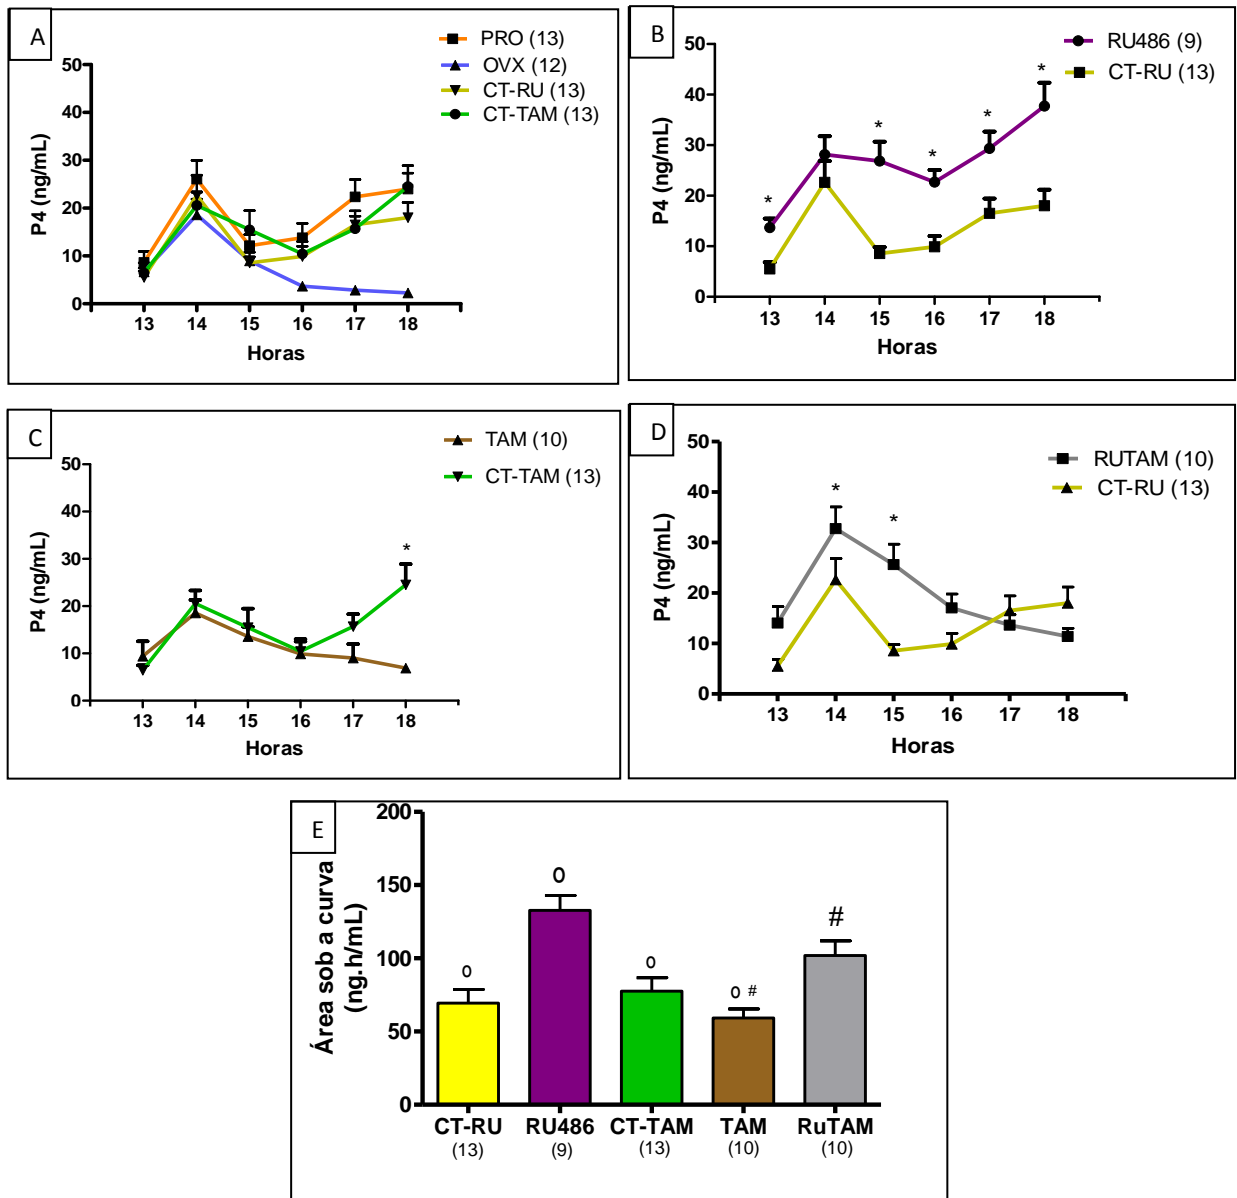 A
PRO (13)
OVX (12)
CT-RU (13)
CT-TAM (13)
P4 (ng/mL)
50
40
30
20
10
0
13 14 15 16 17 18
Horas
B
RU486 (9)
CT-RU (13)
P4 (ng/mL)
50
40
30
20
10
0
* * * * *
13 14 15 16 17 18
Horas
C
TAM (10)
CT-TAM (13)
P4 (ng/mL)
50
40
30
20
10
0
*
13 14 15 16 17 18
Horas
D
RUTAM (10)
CT-RU (13)
P4 (ng/mL)
50
40
30
20
10
0
* *
13 14 15 16 17 18
Horas
E
Área sob a curva
(ng.h/mL)
200
150
100
50
0
o o o o # #
CT-RU RU486 CT-TAM TAM RuTAM
(13) (9) (13) (10) (10)